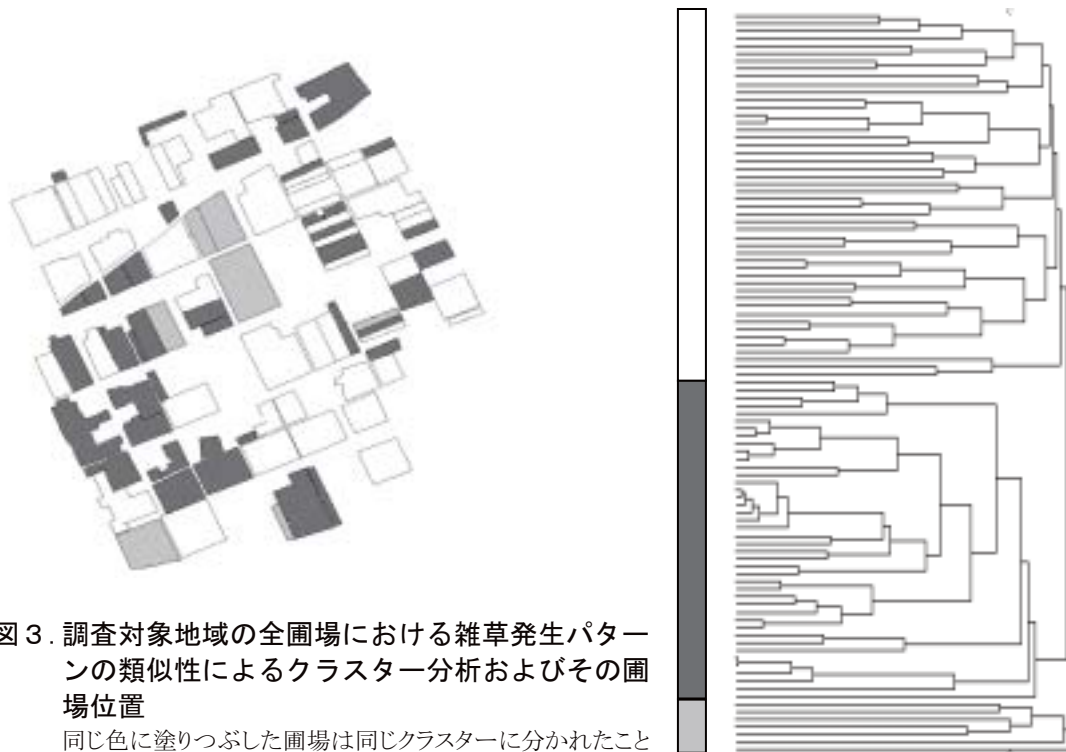 図３. 調査対象地域の全圃場における雑草発生パター
ンの類似性によるクラスター分析およびその圃
場位置
同じ色に塗りつぶした圃場は同じクラスターに分かれたこと